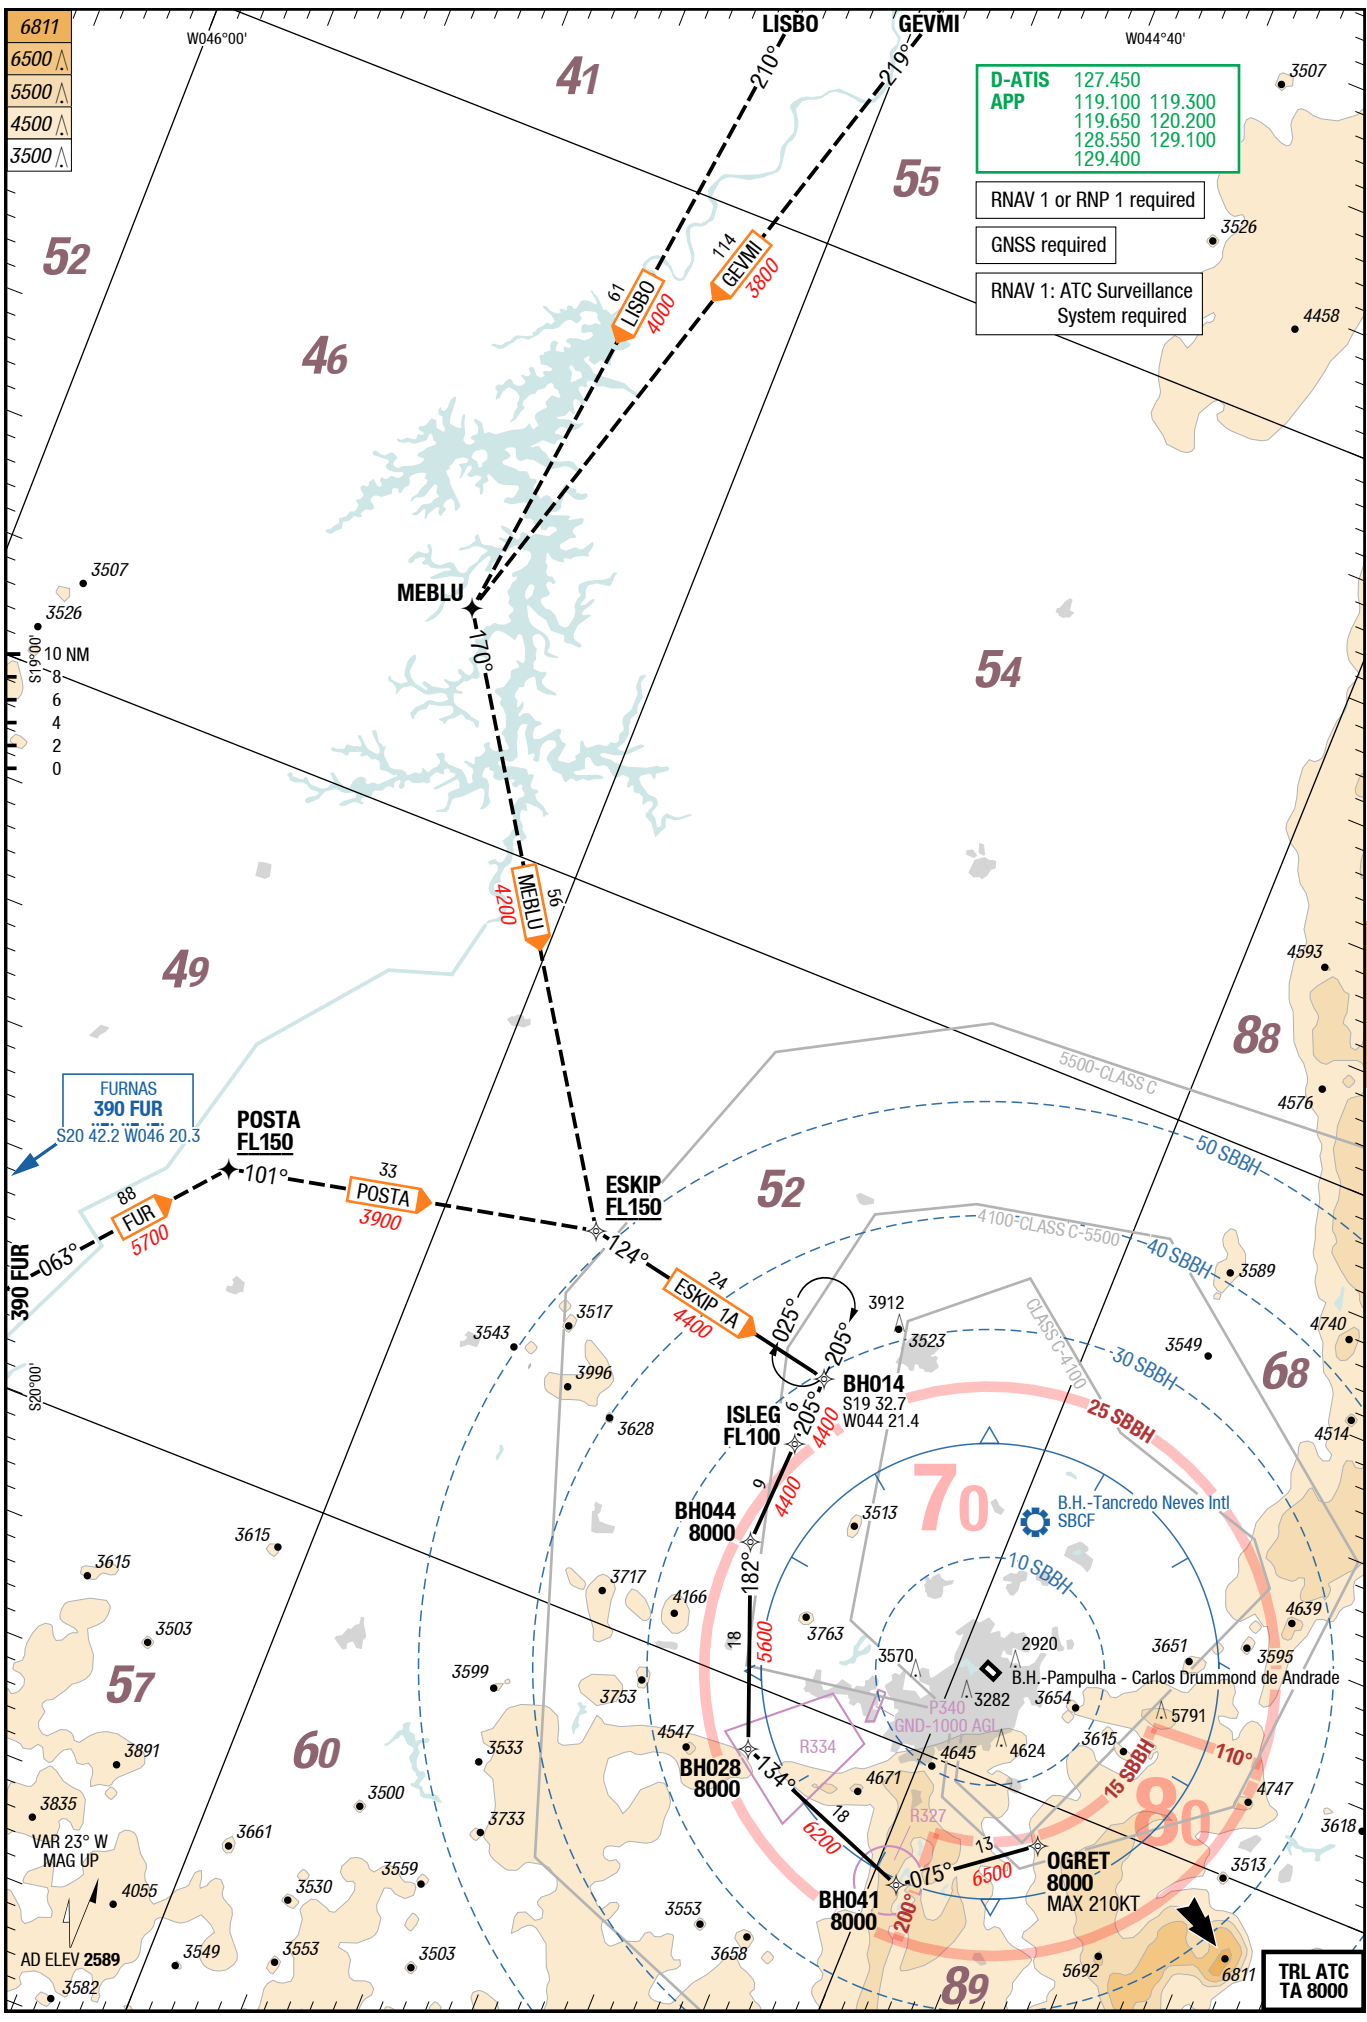 6811
6500
5500
4500
3500
W046°00'
LISBO
GEVMI
W044°40'
210°
219°
41
D-ATIS 127.450
APP 119.100 119.300
119.650 120.200
128.550 129.100
129.400
3507
55
RNAV 1 or RNP 1 required
GNSS required
RNAV 1: ATC Surveillance
System required
3526
4458
52
114
GEVMI
3800
61
LISBO
4000
46
3507
3526
MEBLU
170°
S19°00'
10 NM
8
6
4
2
0
54
MEBLU
56
4200
49
4593
88
4576
5500-CLASS C
50 SBBH
FURNAS
390 FUR
S20 42.2 W046 20.3
POSTA
FL150
101°
33
POSTA
3900
88
FUR
5700
063°
390 FUR
ESKIP
FL150
52
4100-CLASS C-5500
40 SBBH
3589
124°
24
ESKIP 1A
4400
025°
205°
3912
3523
CLASS C-4100
30 SBBH
3549
4740
68
3517
3543
3996
3628
S20°00'
BH014
S19 32.7
W044 21.4
6
205°
4400
ISLEG
FL100
25 SBBH
4514
9
4400
70
B.H.-Tancredo Neves Intl
SBCF
BH044
8000
3513
10 SBBH
3615
3615
182°
3717
4166
3763
18
5600
4639
3503
3599
3753
3570
2920
3651
3595
B.H.-Pampulha - Carlos Drummond de Andrade
3282
3654
P340
GND-1000 AGL
5791
57
60
R334
4547
BH028
8000
4645
4624
3615
110°
15 SBBH
3533
3891
134°
4671
18
6200
80
4747
3500
3733
3835
R327
3618
VAR 23° W
MAG UP
3661
13
OGRET
8000
MAX 210KT
3559
3513
075°
6500
4055
3530
BH041
8000
200°
3553
AD ELEV 2589
3549
3553
3503
3658
5692
6811
3582
89
TRL ATC
TA 8000